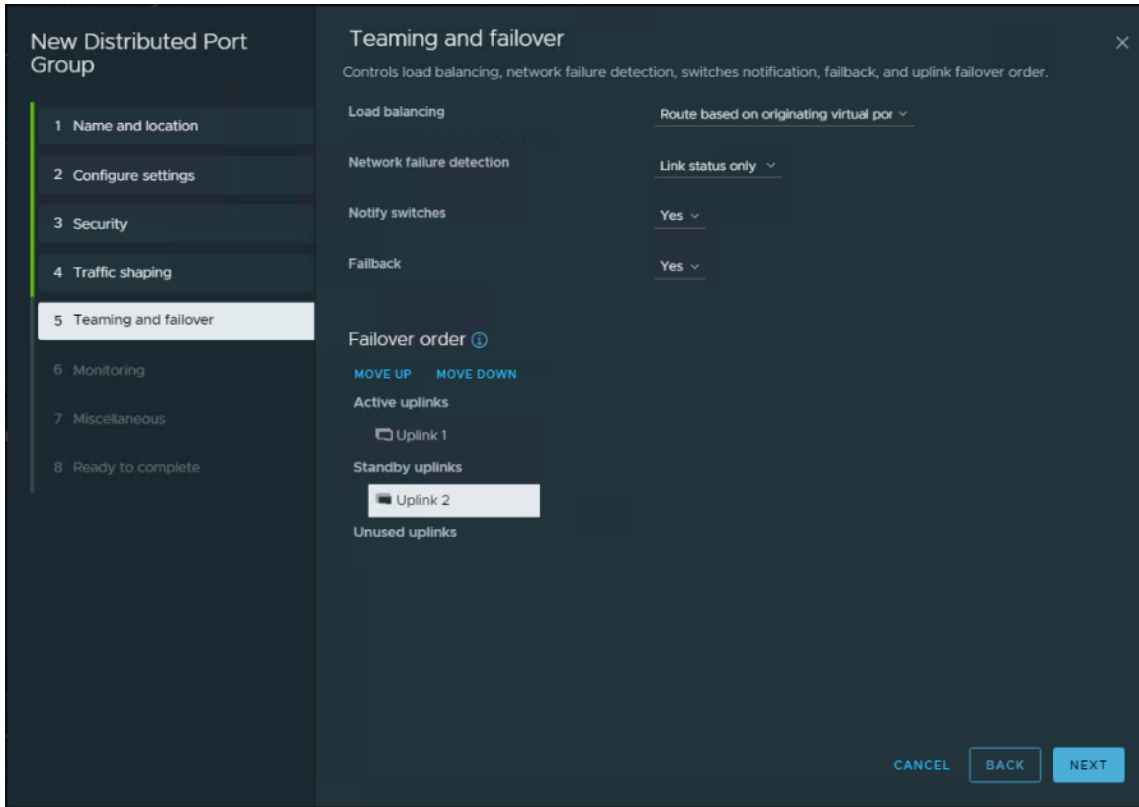 New Distributed Port
Group
1 Name and location
2 Configure settings
3 Security
4 Traffic shaping
5 Teaming and failover
6 Monitoring
7 Miscellaneous
8 Ready to complete
Teaming and failover
Controls load balancing, network failure detection, switches notification, failback, and uplink failover order.
Load balancing Route based on originating virtual por
Network failure detection Link status only
Notify switches Yes
Failback Yes
Failover order
MOVE UP MOVE DOWN
Active uplinks
Uplink 1
Standby uplinks
Uplink 2
Unused uplinks
CANCEL BACK NEXT